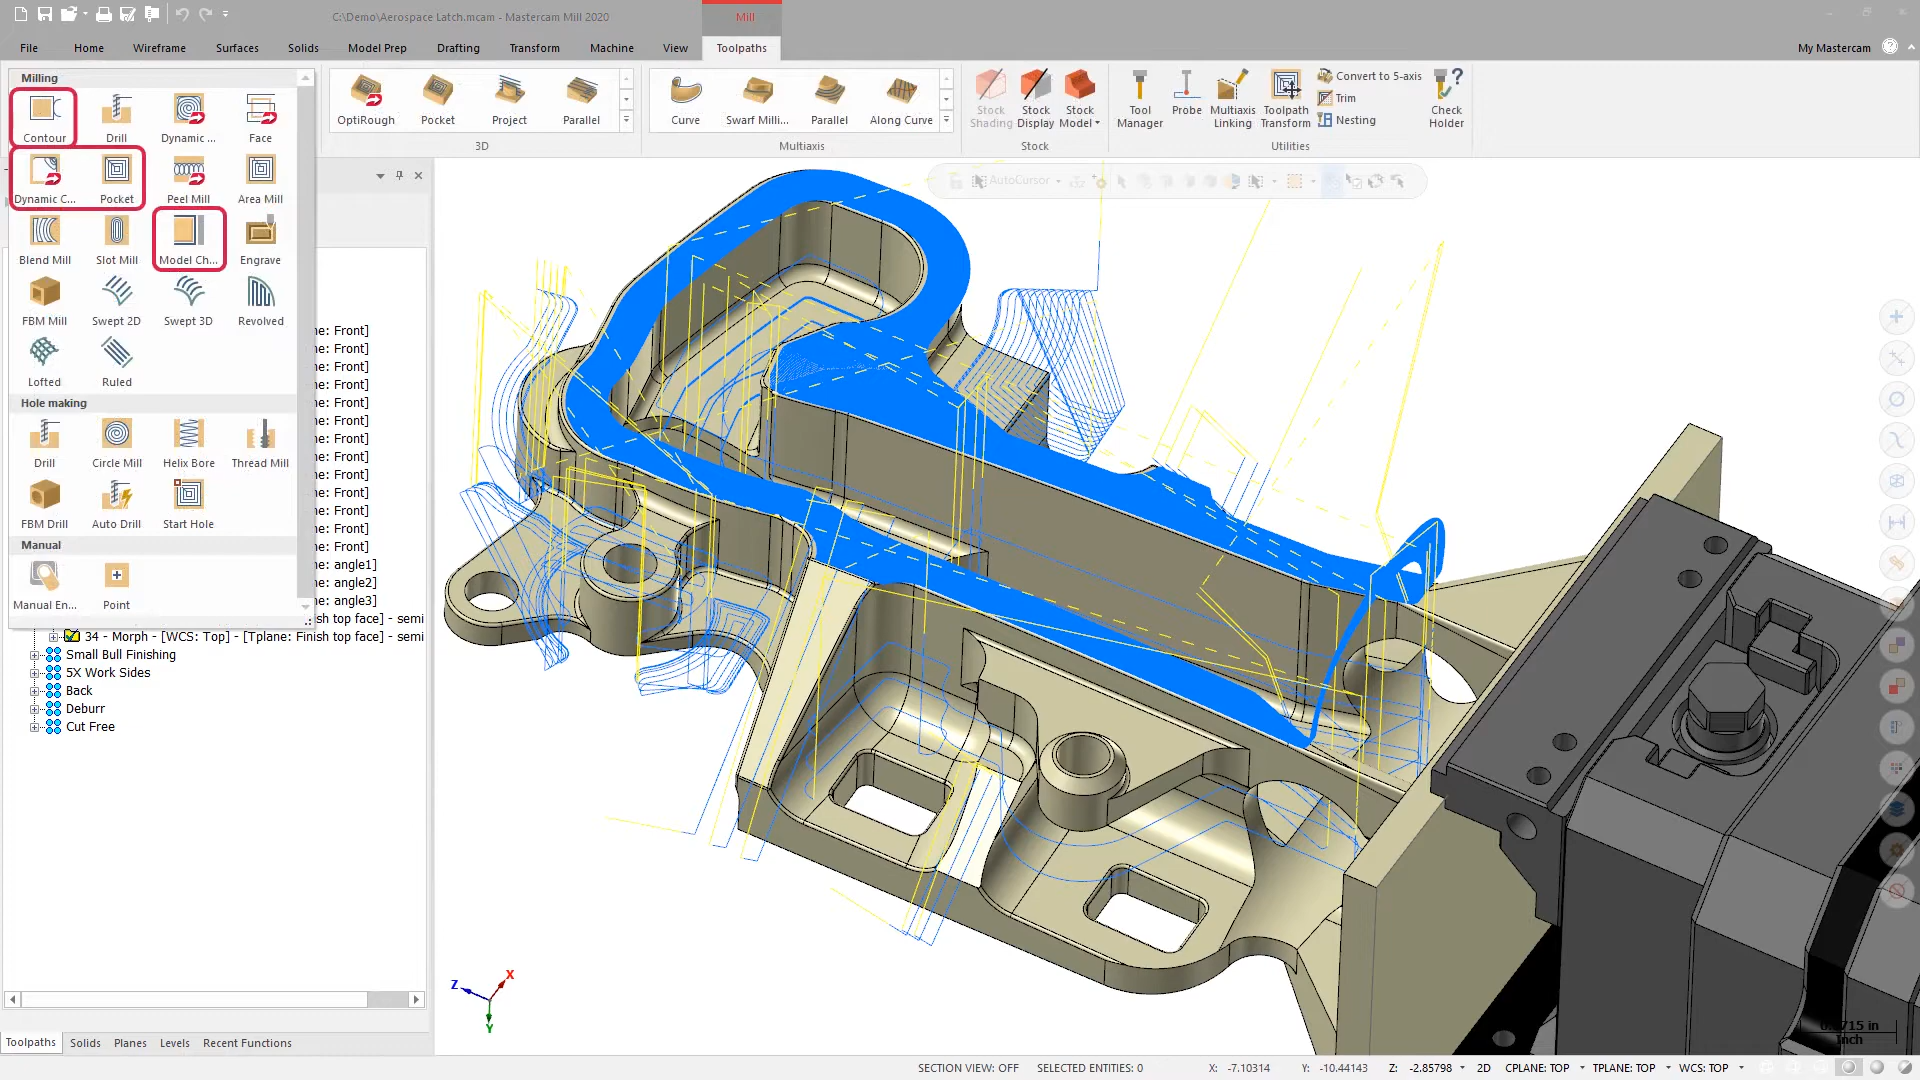 C:\Demo\Aerospace Latch.mcam - Mastercam Mill 2020
Mill
File Home Wireframe Surfaces Solids Model Prep Drafting Transform Machine View Toolpaths
My Mastercam
Milling
Contour Drill Dynamic ... Face
Dynamic C... Pocket Peel Mill Area Mill
Blend Mill Slot Mill Model Ch... Engrave
FBM Mill Swept 2D Swept 3D Revolved
Lofted Ruled
Hole making
Drill Circle Mill Helix Bore Thread Mill
FBM Drill Auto Drill Start Hole
Manual
Manual En... Point
OptiRough Pocket Project Parallel
3D
Curve Swarf Milli... Parallel Along Curve
Multiaxis
Stock Shading
Stock Display
Stock Model
Stock
Tool Manager
Probe
Multiaxis Linking
Toolpath Transform
Convert to 5-axis
Trim
Nesting
Check Holder
Utilities
AutoCursor
ne: Front]
ne: Front]
ne: Front]
ne: Front]
ne: Front]
ne: Front]
ne: Front]
ne: Front]
ne: Front]
ne: Front]
ne: Front]
ne: Front]
ne: Front]
ne: angle1]
ne: angle2]
ne: angle3]
ish top face] - semi
34 - Morph - [WCS: Top] - [Tplane: Finish top face] - semi
Small Bull Finishing
5X Work Sides
Back
Deburr
Cut Free
Z X Y
Toolpaths Solids Planes Levels Recent Functions
Inch
SECTION VIEW: OFF SELECTED ENTITIES: 0 X: -7.10314 Y: -10.44143 Z: -2.85798 2D CPLANE: TOP TPLANE: TOP WCS: TOP